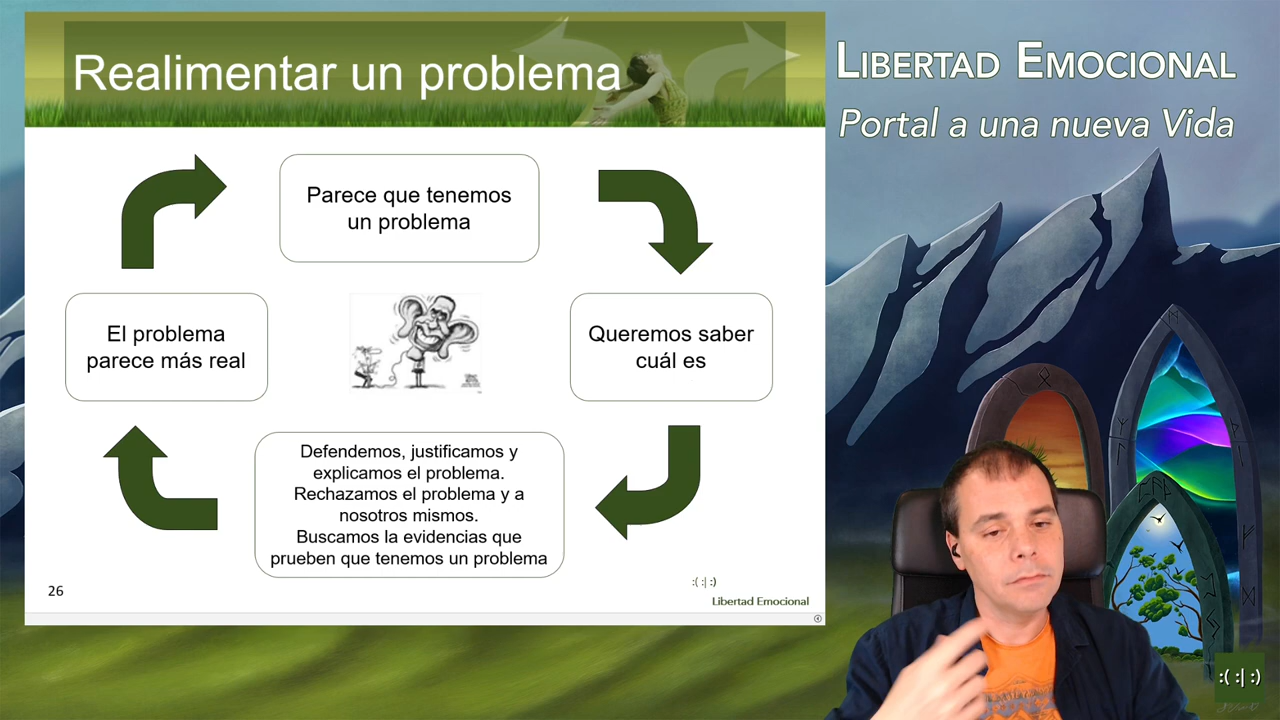 Realimentar un problema
LIBERTAD EMOCIONAL
Portal a una nueva Vida
Parece que tenemos
un problema
Queremos saber
cuál es
Defendemos, justificamos y
explicamos el problema.
Rechazamos el problema y a
nosotros mismos.
Buscamos la evidencias que
prueben que tenemos un problema
El problema
parece más real
26
:( :| :)
Libertad Emocional
:( :| :)